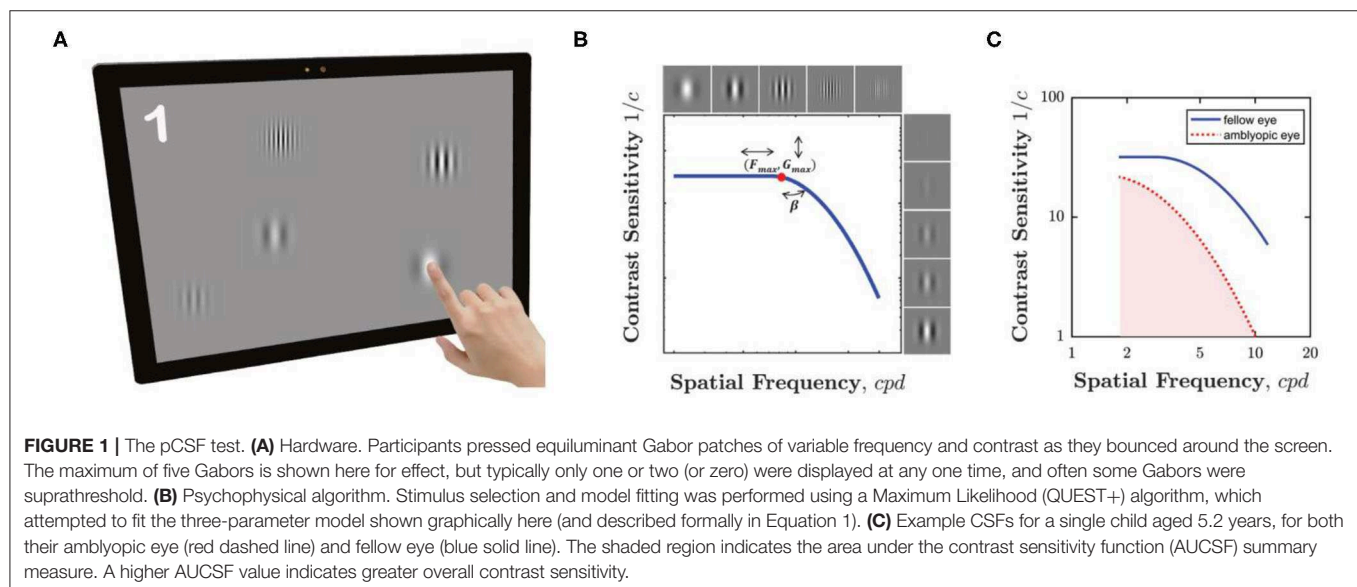 A
1
B
Contrast Sensitivity 1/c
(F_max, G_max)
β
Spatial Frequency, cpd
C
Contrast Sensitivity 1/c
100
10
1
fellow eye
amblyopic eye
1 2 5 10 20
Spatial Frequency, cpd
FIGURE 1 | The pCSF test. (A) Hardware. Participants pressed equiluminant Gabor patches of variable frequency and contrast as they bounced around the screen.
The maximum of five Gabors is shown here for effect, but typically only one or two (or zero) were displayed at any one time, and often some Gabors were
suprathreshold. (B) Psychophysical algorithm. Stimulus selection and model fitting was performed using a Maximum Likelihood (QUEST+) algorithm, which
attempted to fit the three-parameter model shown graphically here (and described formally in Equation 1). (C) Example CSFs for a single child aged 5.2 years, for both
their amblyopic eye (red dashed line) and fellow eye (blue solid line). The shaded region indicates the area under the contrast sensitivity function (AUCSF) summary
measure. A higher AUCSF value indicates greater overall contrast sensitivity.